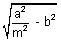 √(a²/m² - b²)